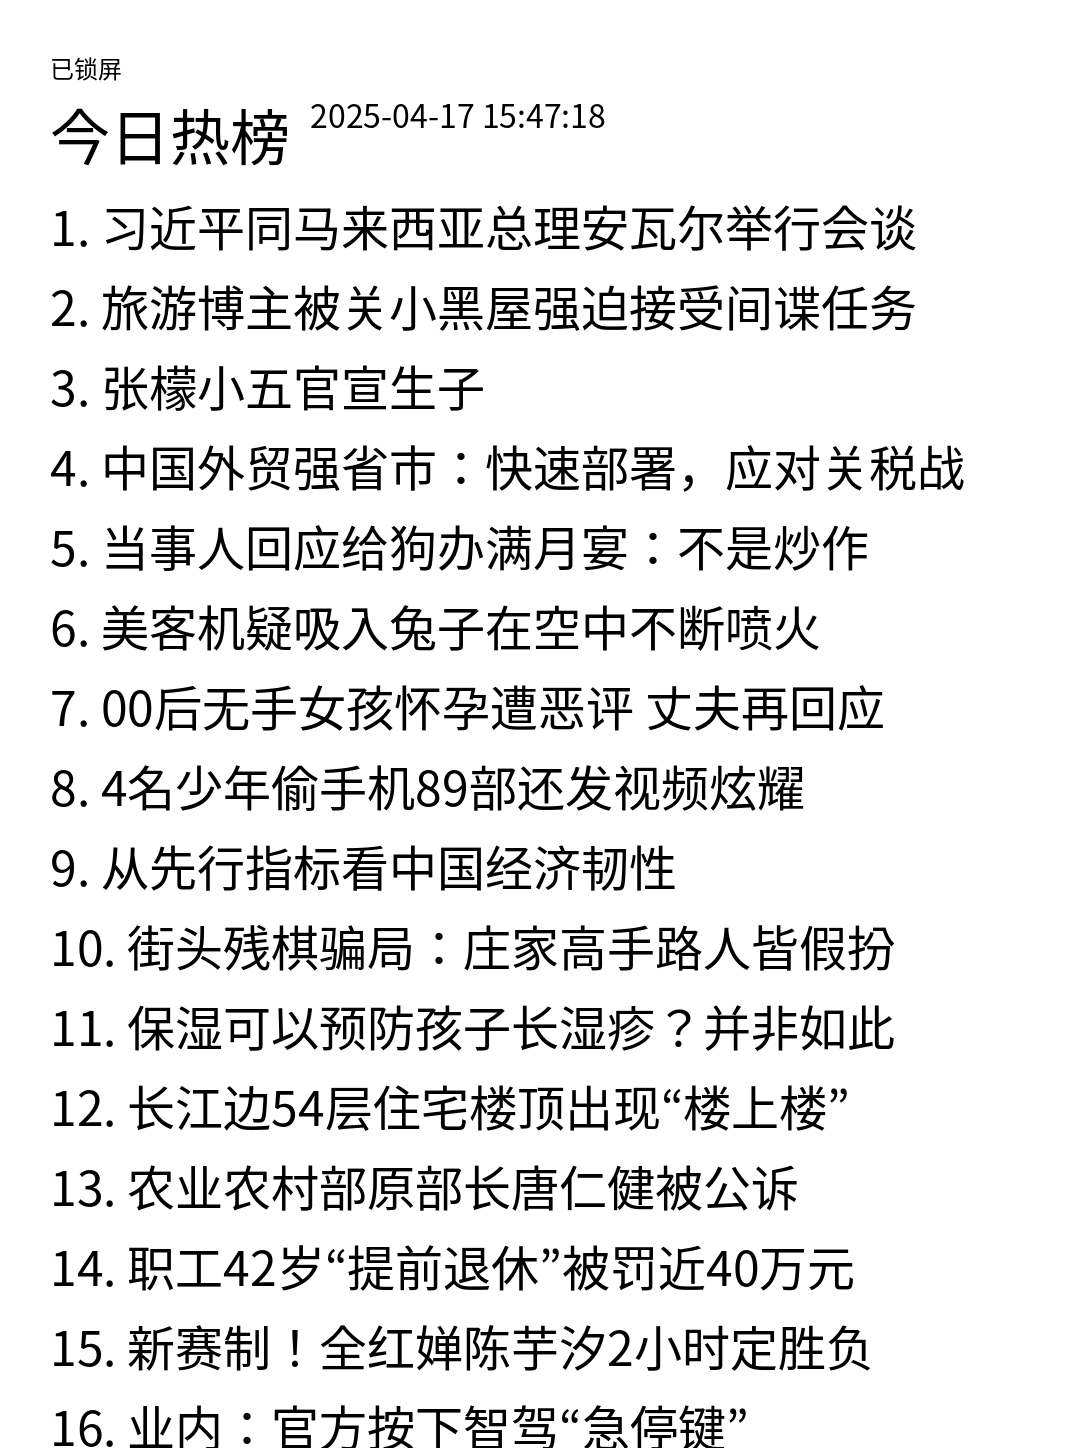 已锁屏
今日热榜 2025-04-17 15:47:18
1. 习近平同马来西亚总理安瓦尔举行会谈
2. 旅游博主被关小黑屋强迫接受间谍任务
3. 张檬小五官宣生子
4. 中国外贸强省市：快速部署，应对关税战
5. 当事人回应给狗办满月宴：不是炒作
6. 美客机疑吸入兔子在空中不断喷火
7. 00后无手女孩怀孕遭恶评 丈夫再回应
8. 4名少年偷手机89部还发视频炫耀
9. 从先行指标看中国经济韧性
10. 街头残棋骗局：庄家高手路人皆假扮
11. 保湿可以预防孩子长湿疹？并非如此
12. 长江边54层住宅楼顶出现“楼上楼”
13. 农业农村部原部长唐仁健被公诉
14. 职工42岁“提前退休”被罚近40万元
15. 新赛制！全红婵陈芋汐2小时定胜负
16. 业内：官方按下智驾“急停键”